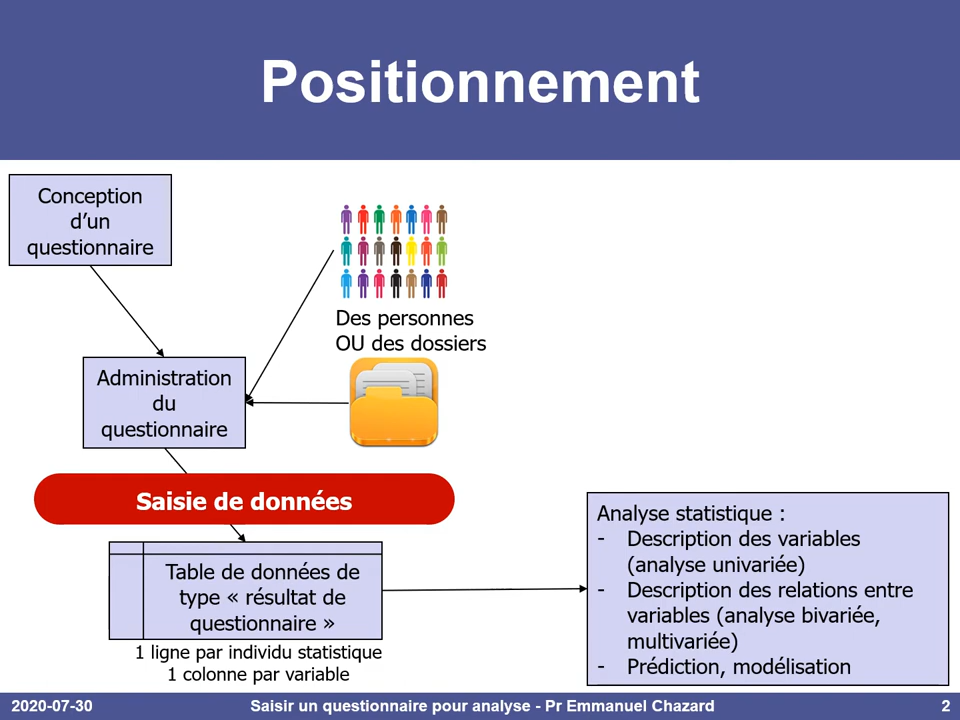 Positionnement
Conception
d’un
questionnaire
Des personnes
OU des dossiers
Administration
du
questionnaire
Saisie de données
Table de données de
type « résultat de
questionnaire »
1 ligne par individu statistique
1 colonne par variable
Analyse statistique :
- Description des variables
(analyse univariée)
- Description des relations entre
variables (analyse bivariée,
multivariée)
- Prédiction, modélisation
2020-07-30
Saisir un questionnaire pour analyse - Pr Emmanuel Chazard
2